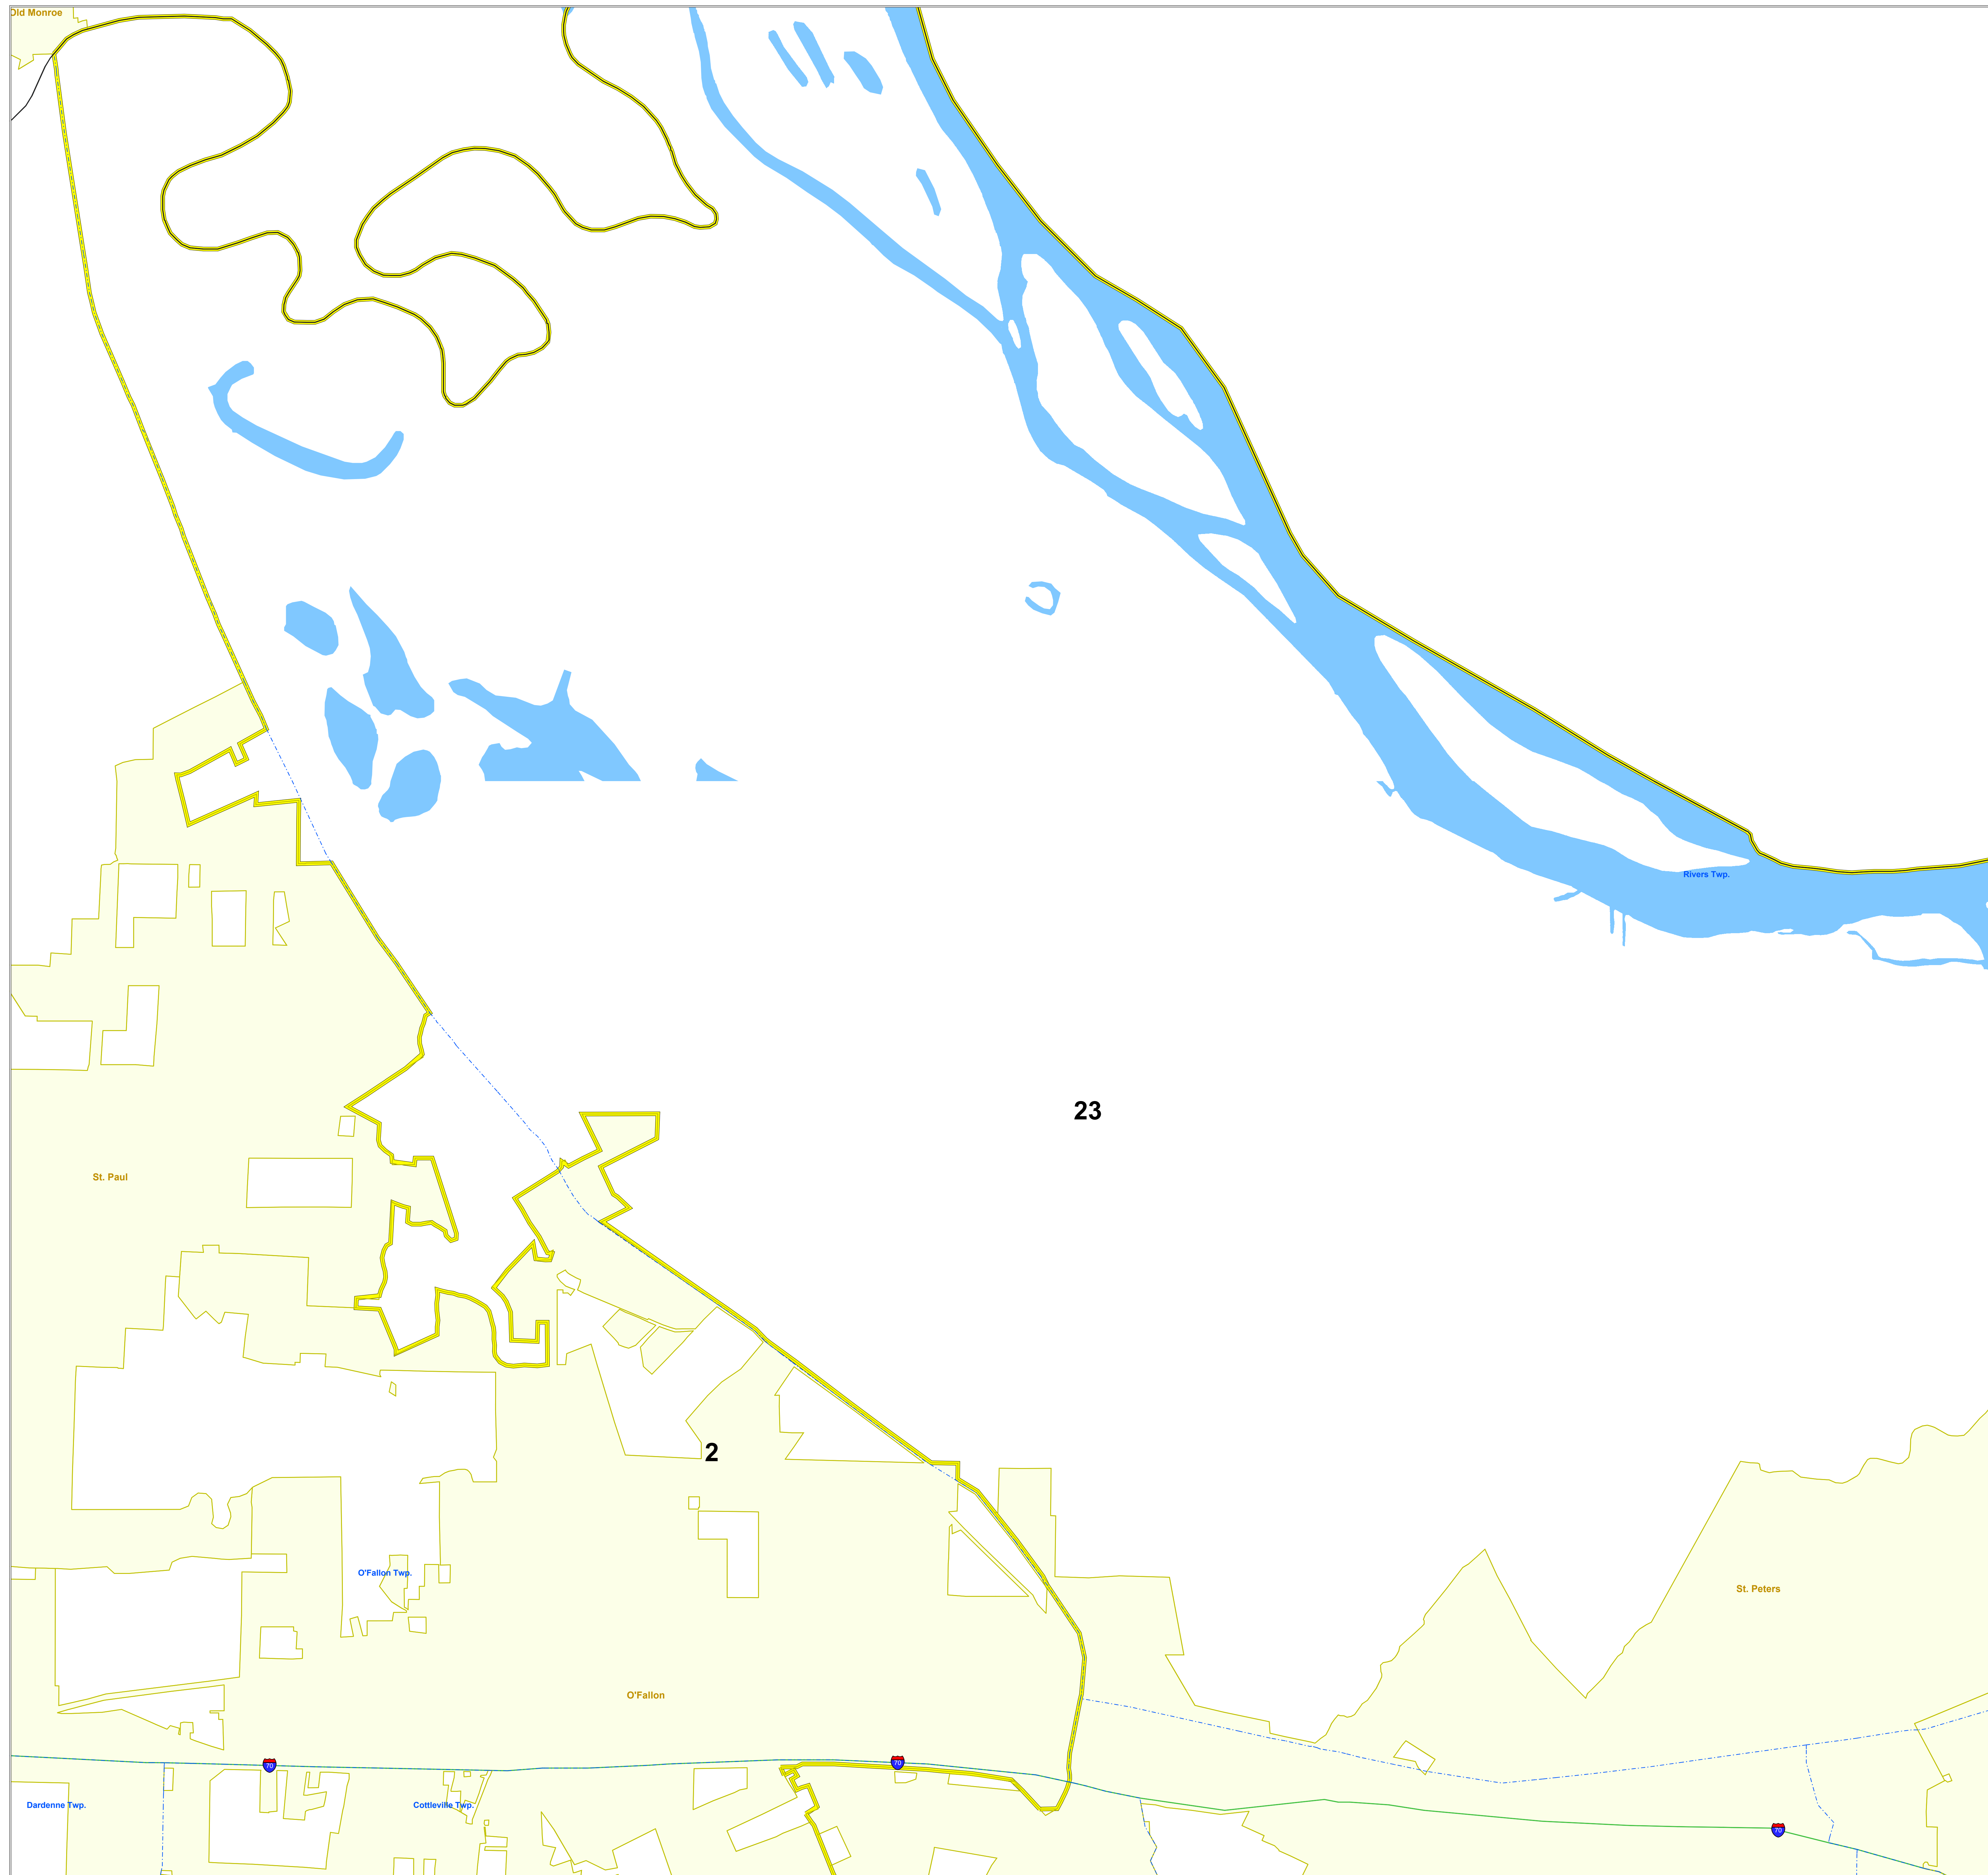 Old Monroe
Rivers Twp.
23
St. Paul
2
O'Fallon Twp.
St. Peters
O'Fallon
70
70
Dardenne Twp.
Cottleville Twp.
70